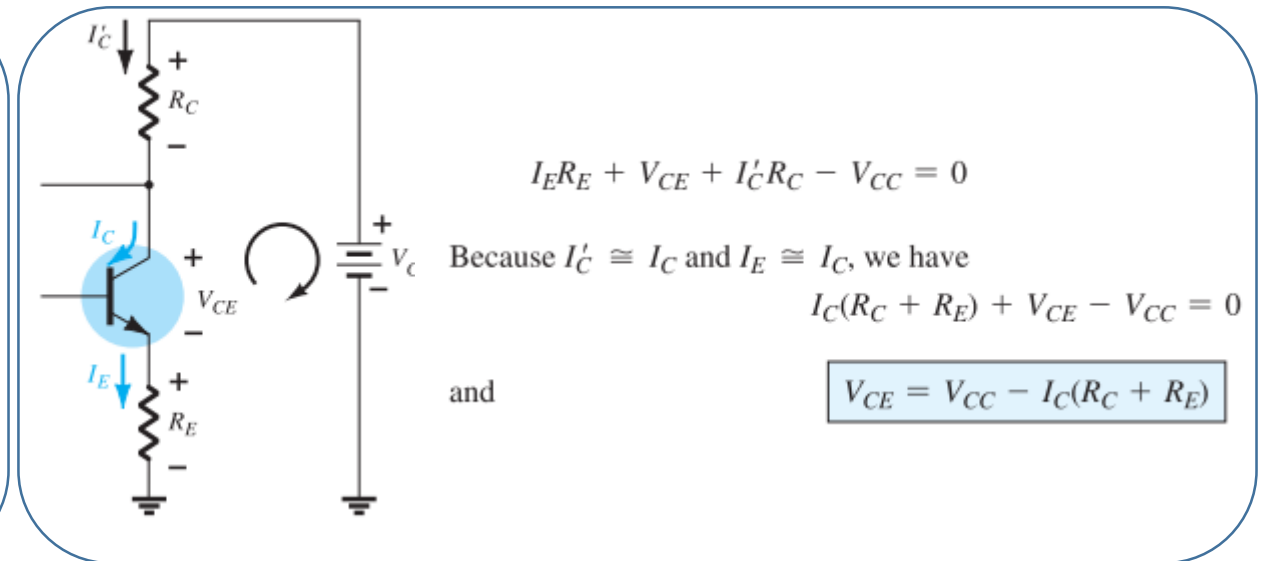 I′C
+
RC
−
IC
+
VCE
−
IE
+
RE
−
+
−
IERE + VCE + I′CRC − VCC = 0
Because I′C ≅ IC and IE ≅ IC, we have
IC(RC + RE) + VCE − VCC = 0
and
VCE = VCC − IC(RC + RE)